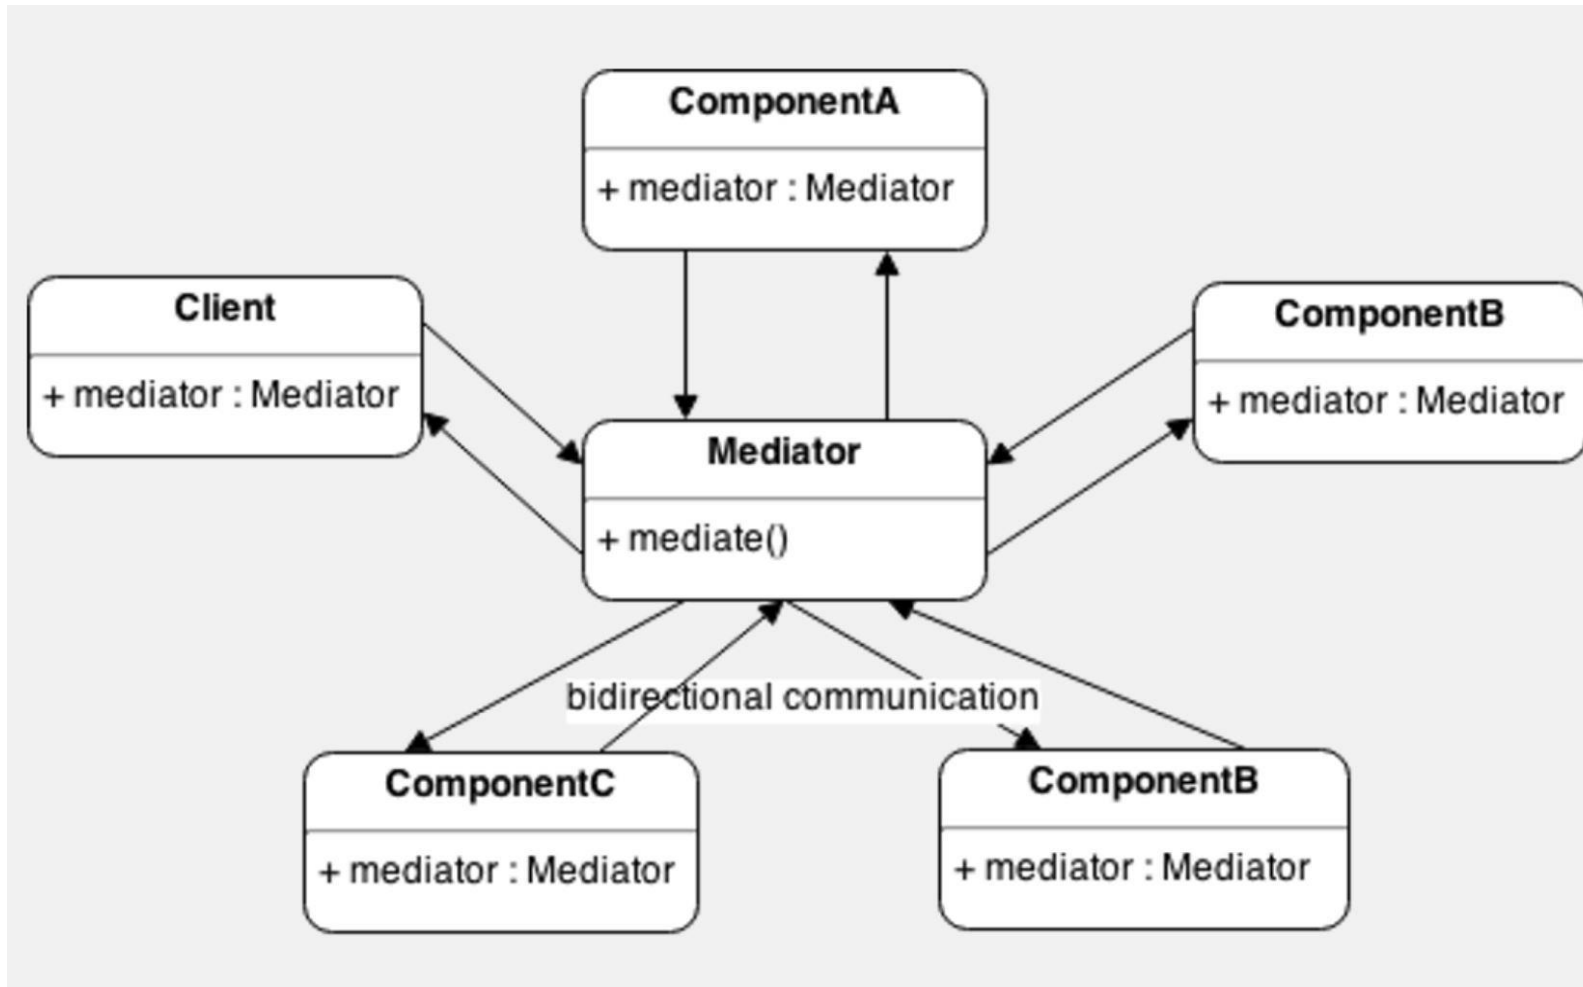 ComponentA
+ mediator : Mediator
Client
+ mediator : Mediator
ComponentB
+ mediator : Mediator
Mediator
+ mediate()
bidirectional communication
ComponentC
+ mediator : Mediator
ComponentB
+ mediator : Mediator